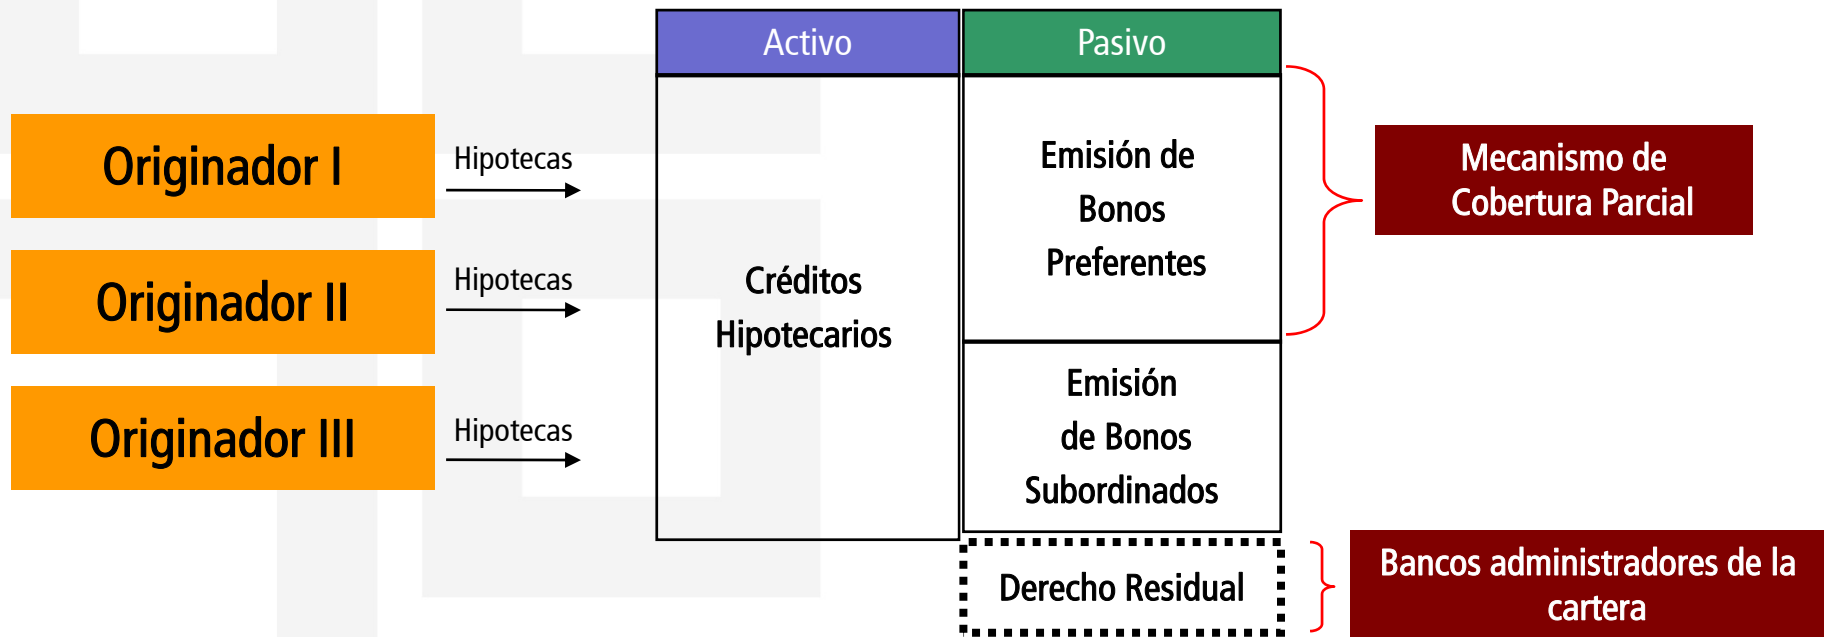 Activo
Pasivo
Originador I
Hipotecas
Originador II
Hipotecas
Originador III
Hipotecas
Créditos
Hipotecarios
Emisión de
Bonos
Preferentes
Emisión
de Bonos
Subordinados
Derecho Residual
Mecanismo de
Cobertura Parcial
Bancos administradores de la
cartera